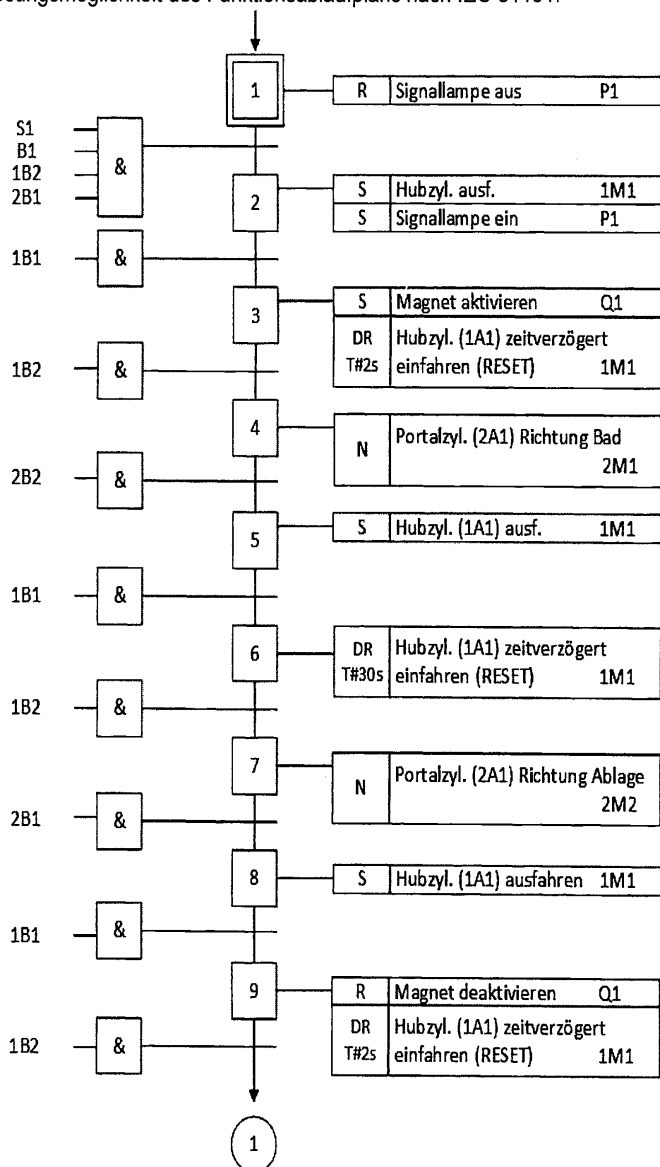 1
R Signallampe aus P1
S1
B1
1B2
2B1
&
2
S Hubzyl. ausf. 1M1
S Signallampe ein P1
1B1 &
3
S Magnet aktivieren Q1
DR Hubzyl. (1A1) zeitverzögert
T#2s einfahren (RESET) 1M1
1B2 &
4
N Portalzyl. (2A1) Richtung Bad
2M1
2B2 &
5
S Hubzyl. (1A1) ausf. 1M1
1B1 &
6
DR Hubzyl. (1A1) zeitverzögert
T#30s einfahren (RESET) 1M1
1B2 &
7
N Portalzyl. (2A1) Richtung Ablage
2M2
2B1 &
8
S Hubzyl. (1A1) ausfahren 1M1
1B1 &
9
R Magnet deaktivieren Q1
DR Hubzyl. (1A1) zeitverzögert
T#2s einfahren (RESET) 1M1
1B2 &
1